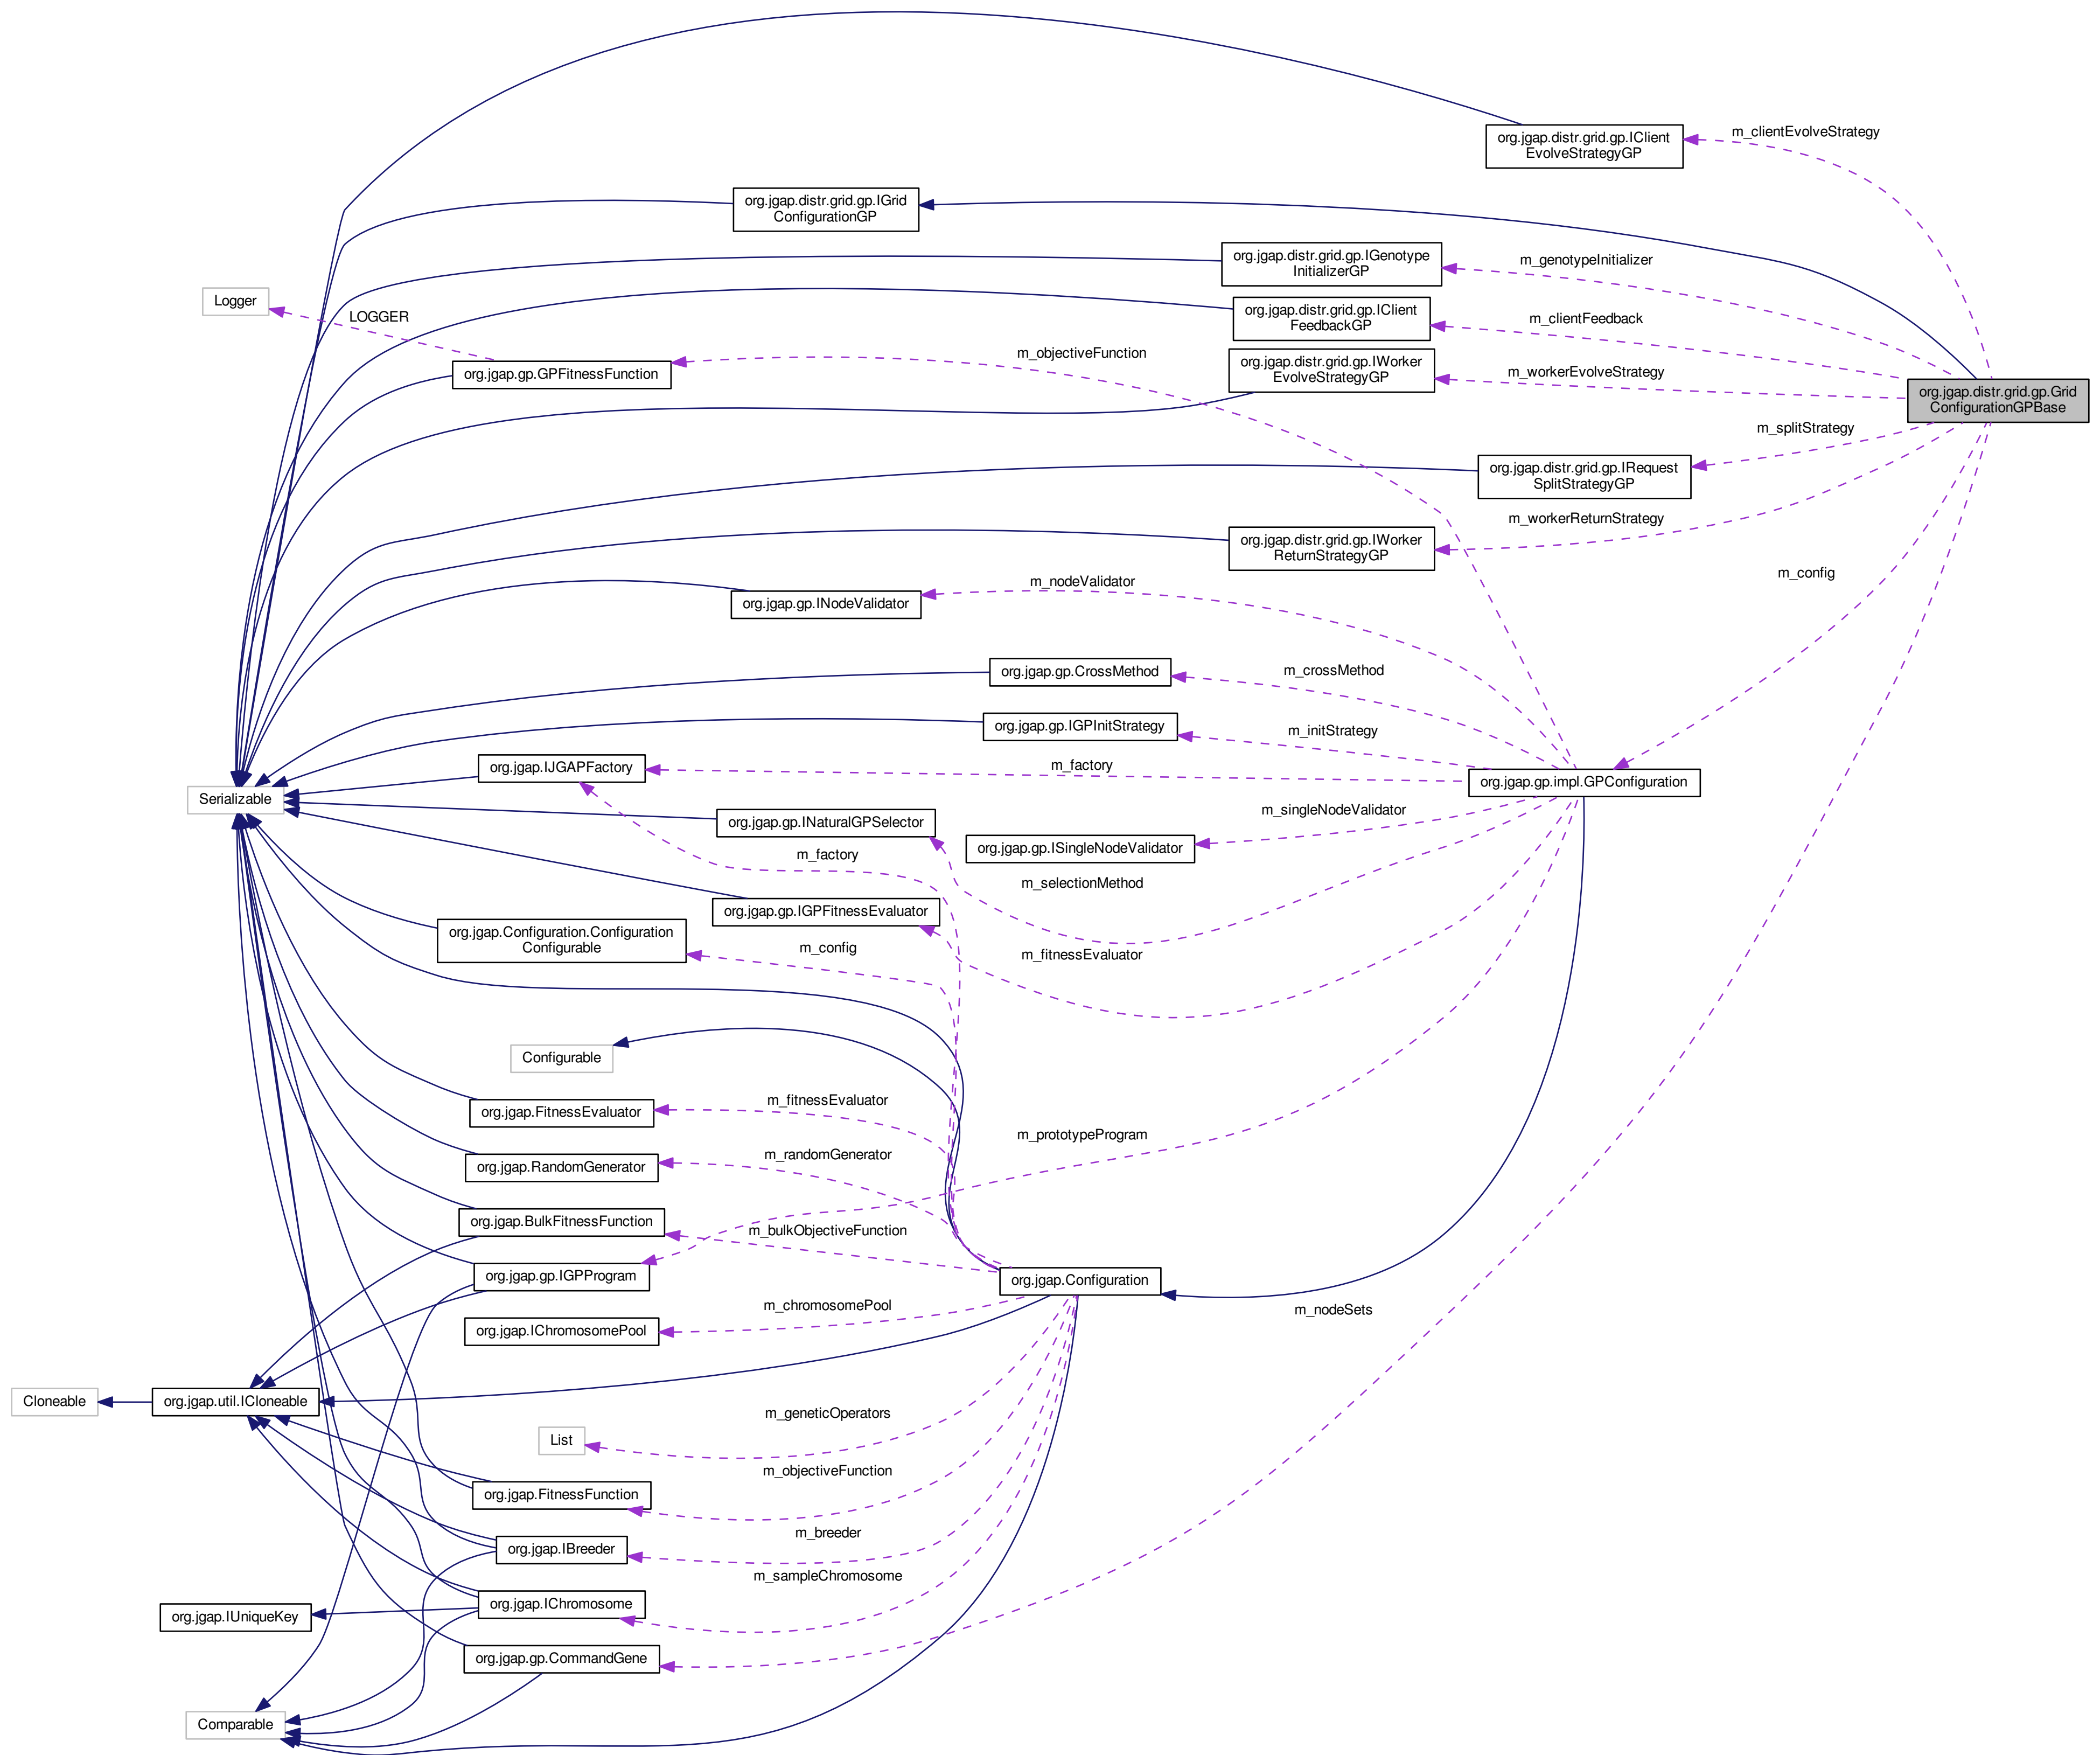 org.jgap.distr.grid.gp.IClient
EvolveStrategyGP
m_clientEvolveStrategy
org.jgap.distr.grid.gp.IGrid
ConfigurationGP
org.jgap.distr.grid.gp.IGenotype
InitializerGP
m_genotypeInitializer
Logger
LOGGER
org.jgap.distr.grid.gp.IClient
FeedbackGP
m_clientFeedback
org.jgap.gp.GPFitnessFunction
m_objectiveFunction
org.jgap.distr.grid.gp.IWorker
EvolveStrategyGP
m_workerEvolveStrategy
org.jgap.distr.grid.gp.Grid
ConfigurationGPBase
m_splitStrategy
org.jgap.distr.grid.gp.IRequest
SplitStrategyGP
m_workerReturnStrategy
org.jgap.distr.grid.gp.IWorker
ReturnStrategyGP
m_config
m_nodeValidator
org.jgap.gp.INodeValidator
org.jgap.gp.CrossMethod
m_crossMethod
org.jgap.gp.IGPInitStrategy
m_initStrategy
org.jgap.IJGAPFactory
m_factory
org.jgap.gp.impl.GPConfiguration
Serializable
org.jgap.gp.INaturalGPSelector
m_singleNodeValidator
org.jgap.gp.ISingleNodeValidator
m_factory
m_selectionMethod
org.jgap.gp.IGPFitnessEvaluator
org.jgap.Configuration.Configuration
Configurable
m_config
m_fitnessEvaluator
Configurable
org.jgap.FitnessEvaluator
m_fitnessEvaluator
m_prototypeProgram
org.jgap.RandomGenerator
m_randomGenerator
org.jgap.BulkFitnessFunction
m_bulkObjectiveFunction
org.jgap.gp.IGPProgram
org.jgap.Configuration
m_chromosomePool
m_nodeSets
org.jgap.IChromosomePool
Cloneable
org.jgap.util.ICloneable
m_geneticOperators
List
m_objectiveFunction
org.jgap.FitnessFunction
m_breeder
org.jgap.IBreeder
m_sampleChromosome
org.jgap.IChromosome
org.jgap.IUniqueKey
org.jgap.gp.CommandGene
Comparable